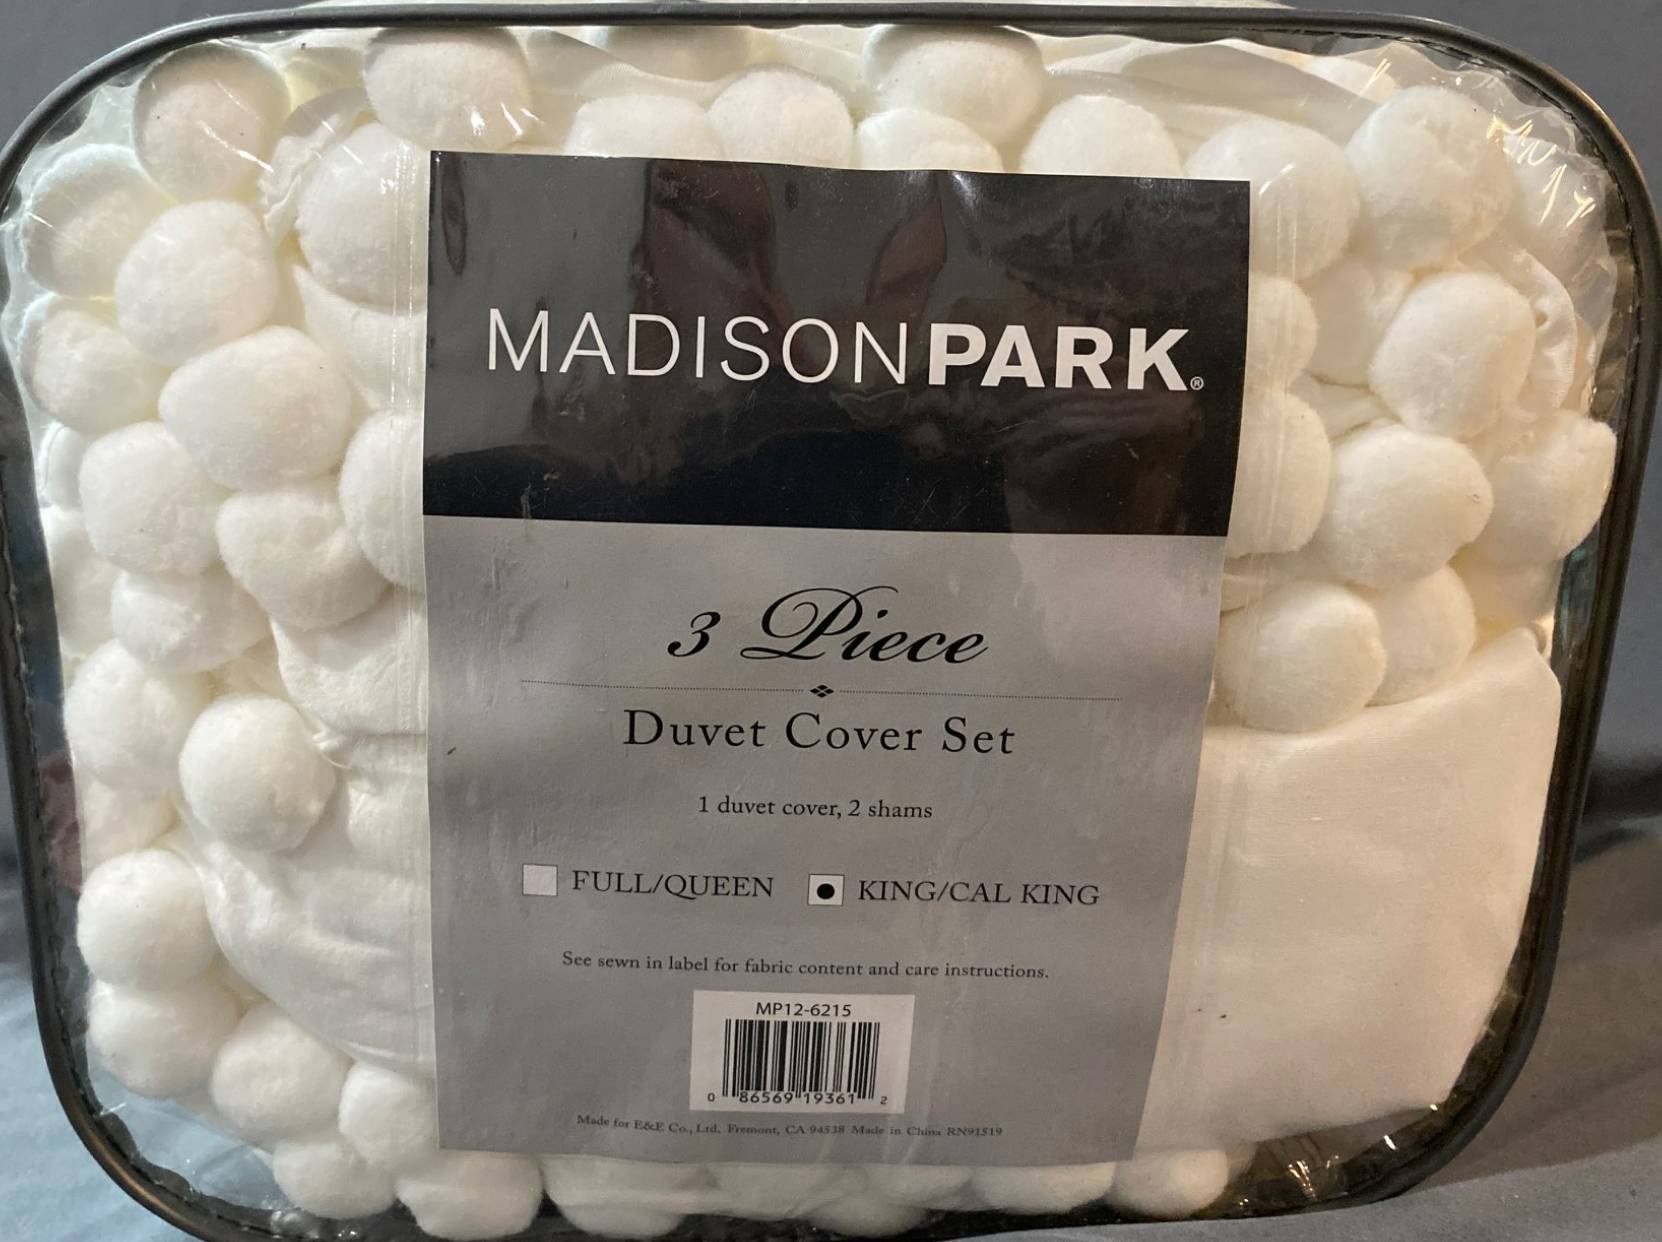 MADISONPARK®
3 Piece
Duvet Cover Set
1 duvet cover, 2 shams
FULL/QUEEN KING/CAL KING
See sewn in label for fabric content and care instructions.
MP12-6215
0 86569 19361 2
Made for E&E Co., Ltd. Fremont, CA 94538 Made in China RN91519